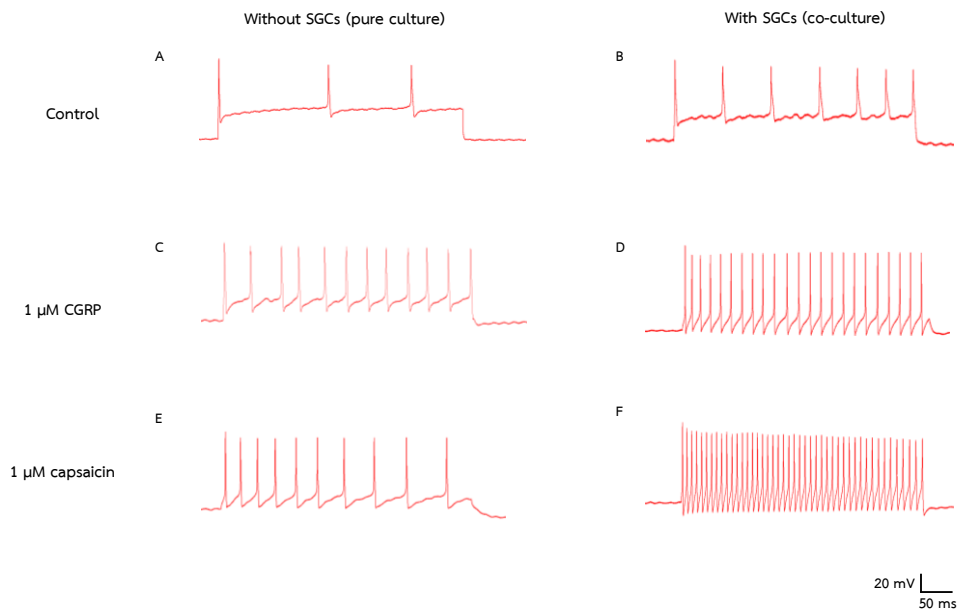 Without SGCs (pure culture)
With SGCs (co-culture)
A
B
Control
C
D
1 µM CGRP
E
F
1 µM capsaicin
20 mV
50 ms